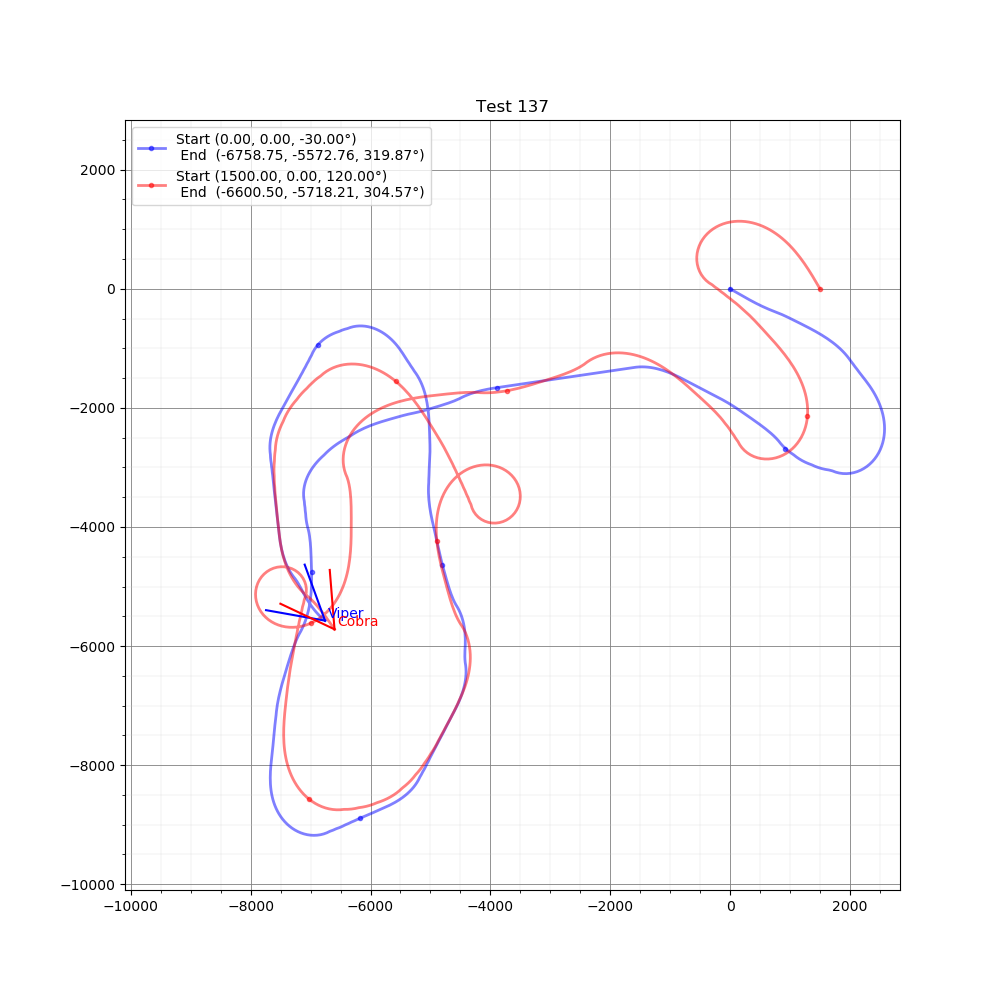 Test 137
Start (0.00, 0.00, -30.00°)
End  (-6758.75, -5572.76, 319.87°)
Start (1500.00, 0.00, 120.00°)
End  (-6600.50, -5718.21, 304.57°)
2000
0
−2000
−4000
−6000
−8000
−10000
Viper
Cobra
−10000 −8000 −6000 −4000 −2000 0 2000